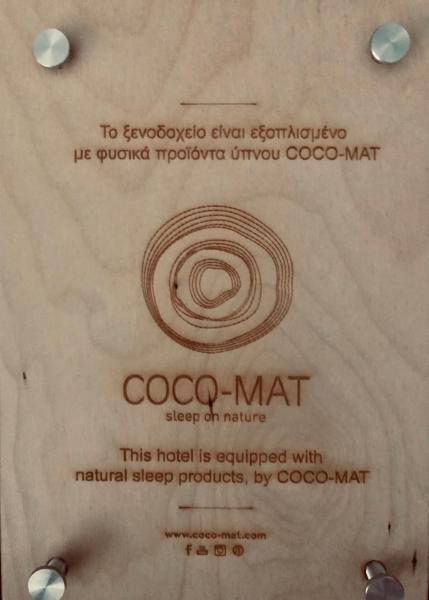 Το ξενοδοχείο είναι εξοπλισμένο
με φυσικά προϊόντα ύπνου COCO-MAT
COCO-MAT
sleep on nature
This hotel is equipped with
natural sleep products, by COCO-MAT
www.coco-mat.com